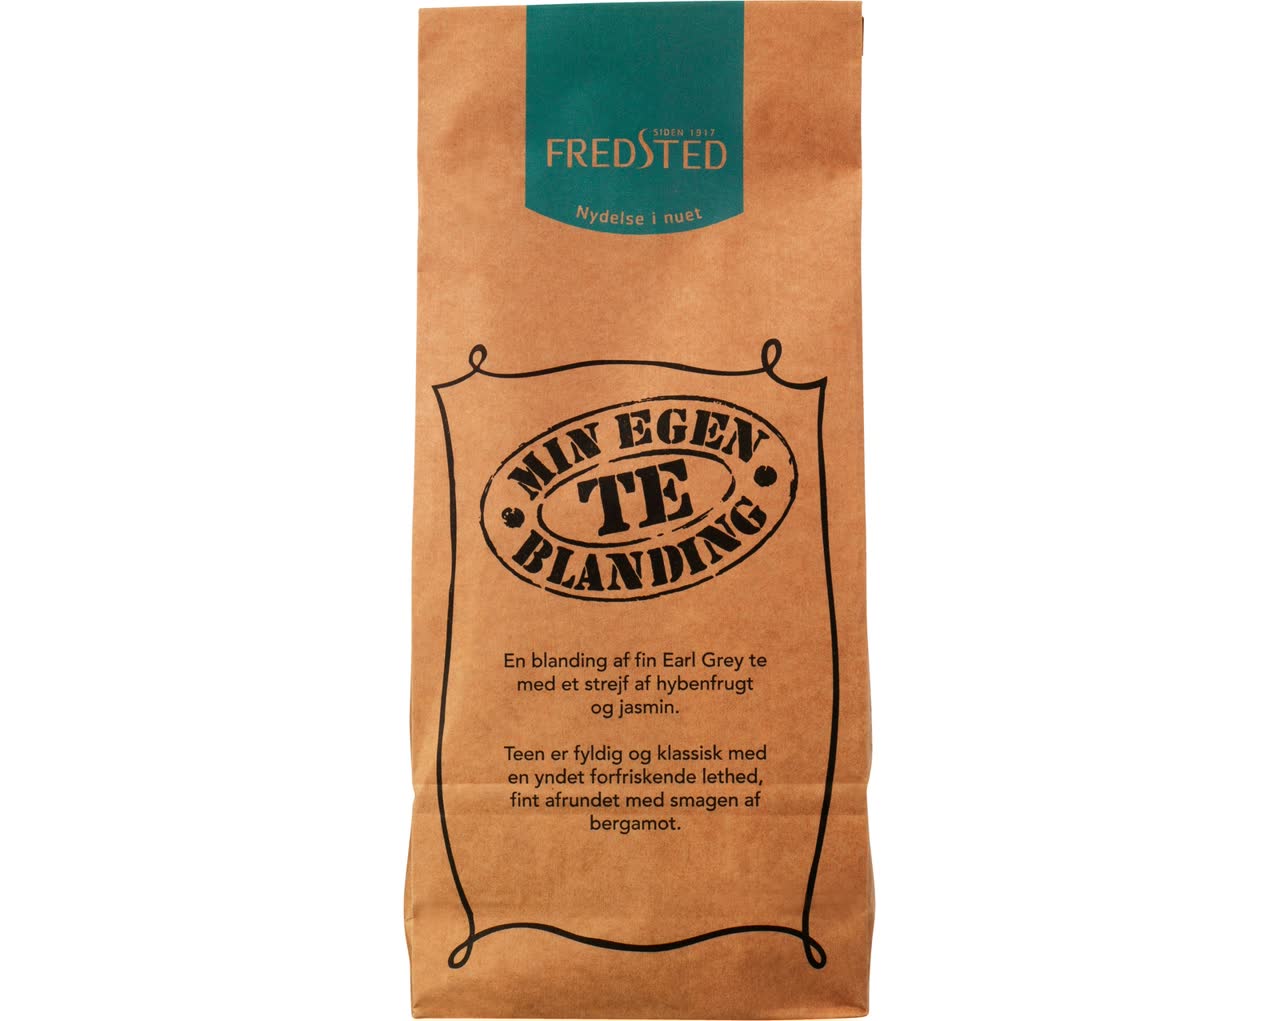 SIDEN 1917
FREDSTED
Nydelse i nuet
MIN EGEN
TE
BLANDING
En blanding af fin Earl Grey te
med et strejf af hybenfrugt
og jasmin.
Teen er fyldig og klassisk med
en yndet forfriskende lethed,
fint afrundet med smagen af
bergamot.